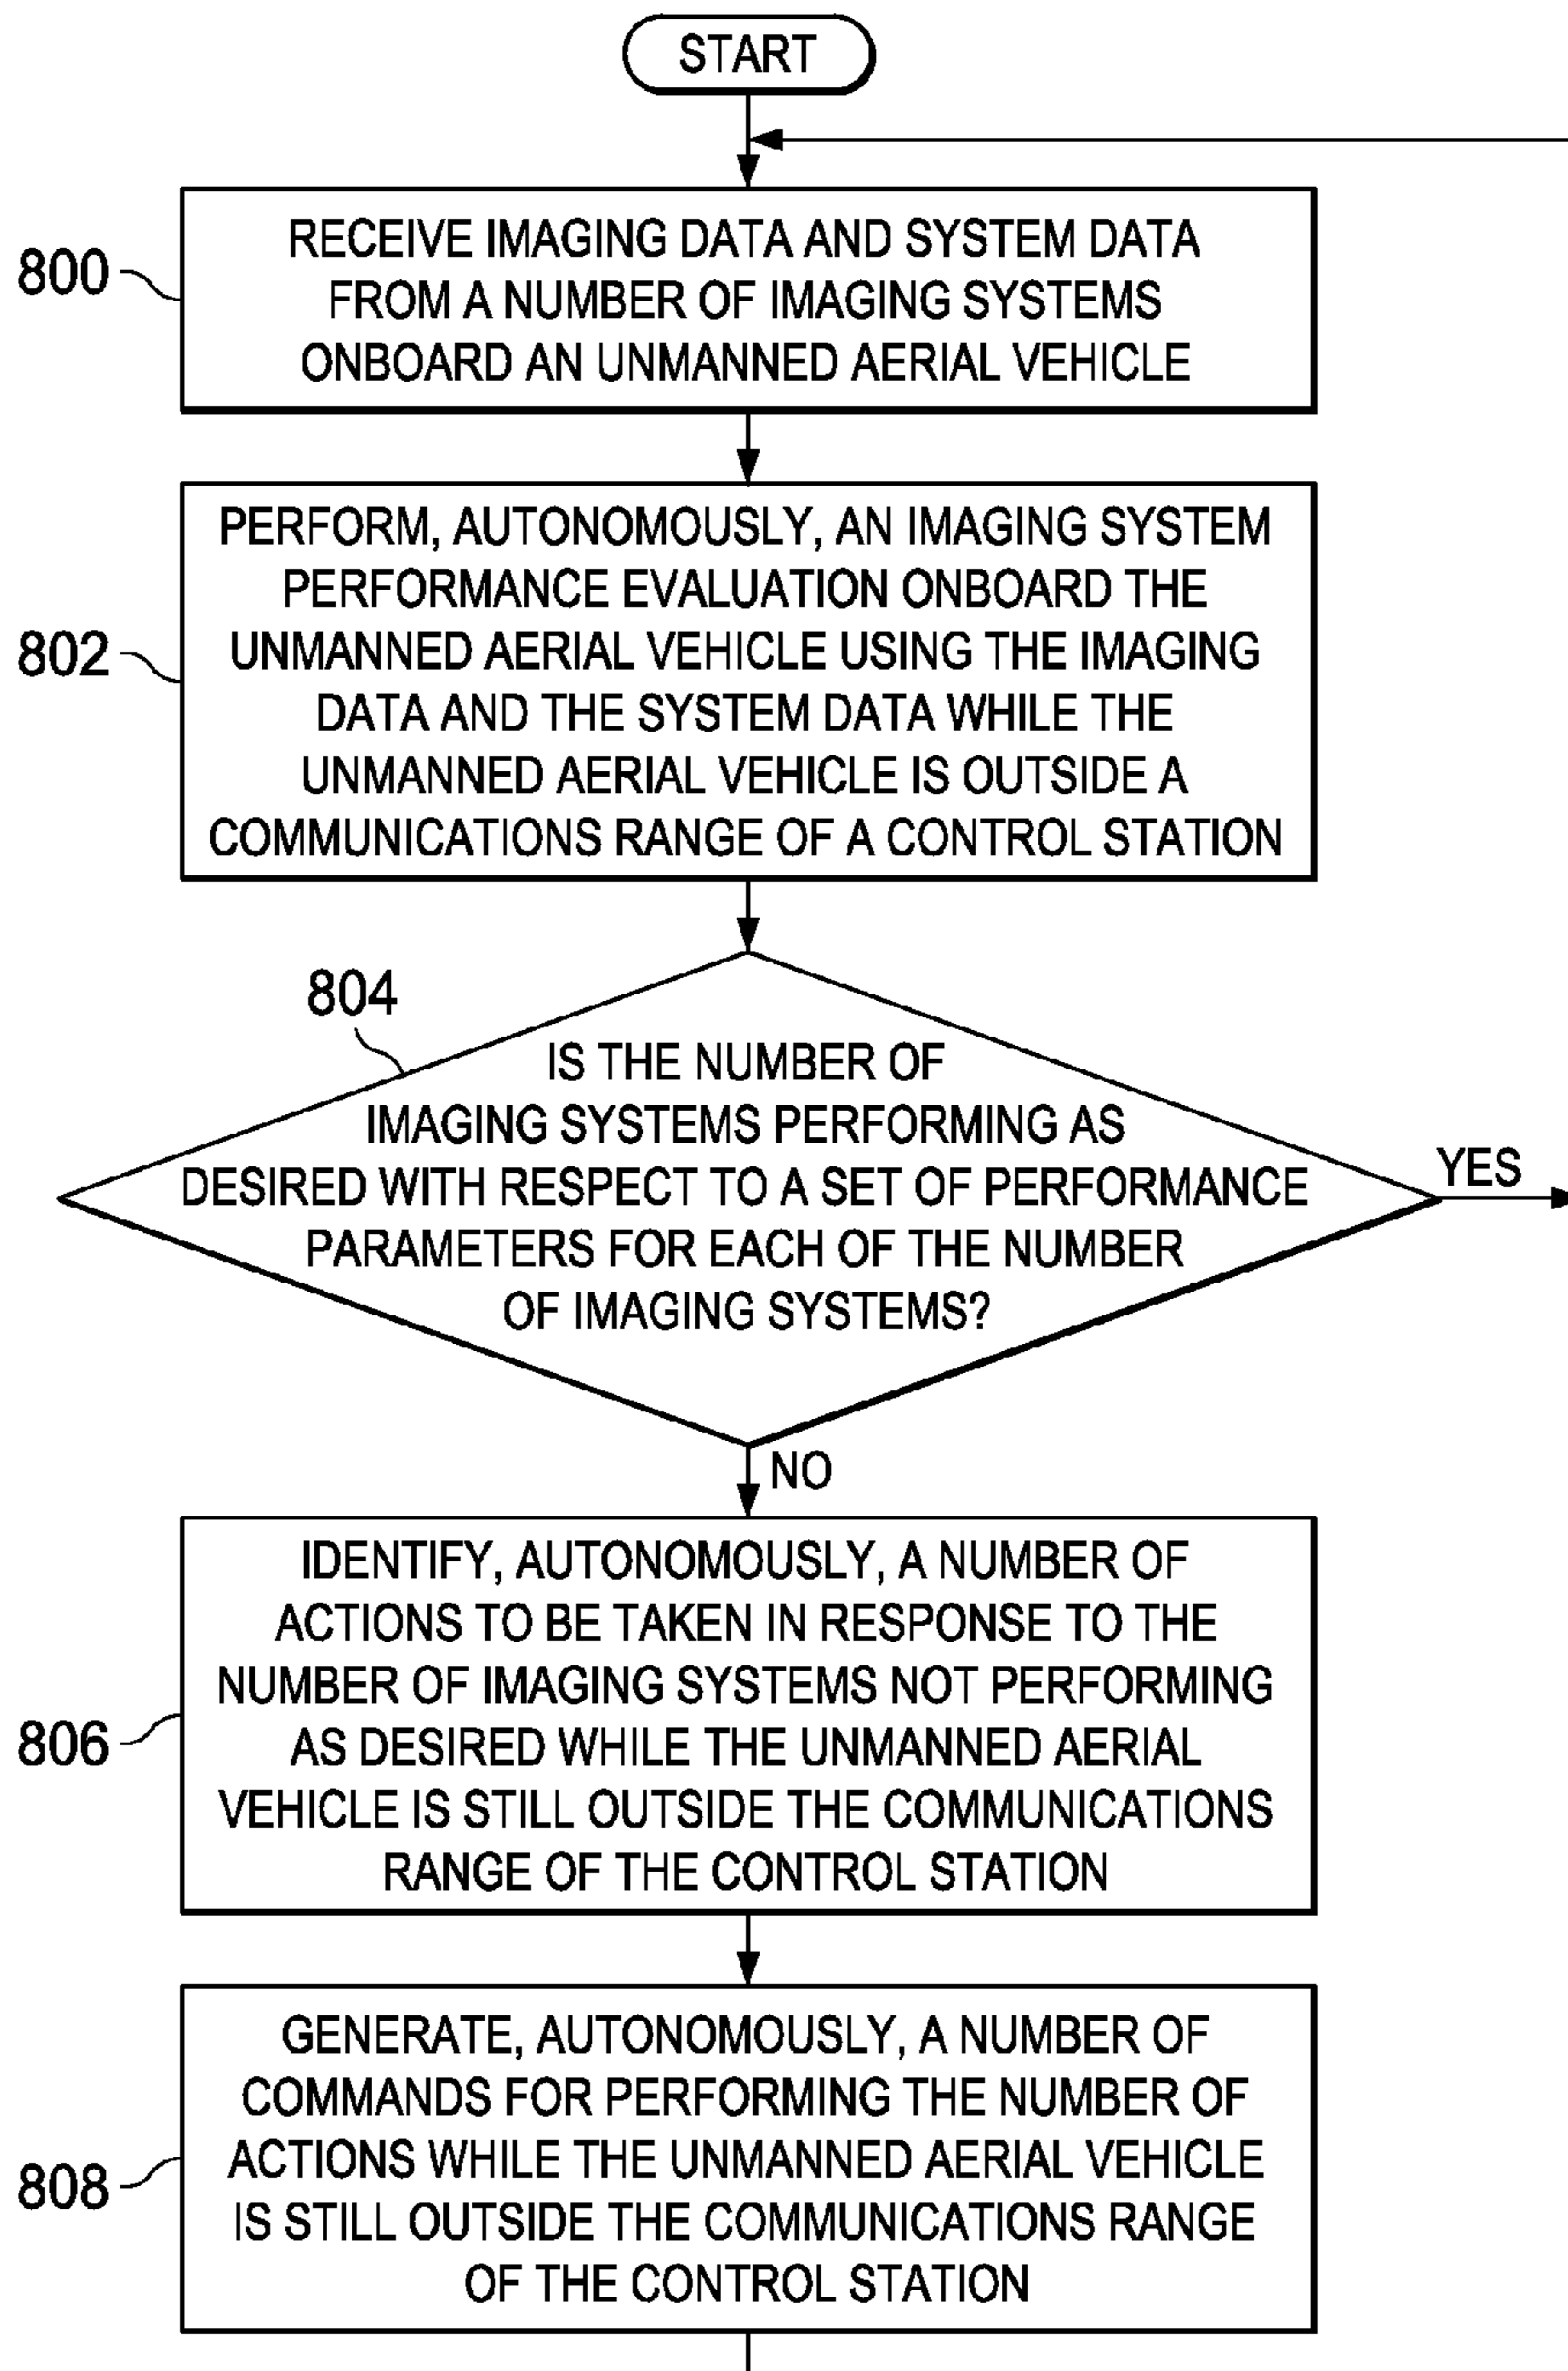 START
800
RECEIVE IMAGING DATA AND SYSTEM DATA
FROM A NUMBER OF IMAGING SYSTEMS
ONBOARD AN UNMANNED AERIAL VEHICLE
802
PERFORM, AUTONOMOUSLY, AN IMAGING SYSTEM
PERFORMANCE EVALUATION ONBOARD THE
UNMANNED AERIAL VEHICLE USING THE IMAGING
DATA AND THE SYSTEM DATA WHILE THE
UNMANNED AERIAL VEHICLE IS OUTSIDE A
COMMUNICATIONS RANGE OF A CONTROL STATION
804
IS THE NUMBER OF
IMAGING SYSTEMS PERFORMING AS
DESIRED WITH RESPECT TO A SET OF PERFORMANCE
PARAMETERS FOR EACH OF THE NUMBER
OF IMAGING SYSTEMS?
YES
NO
806
IDENTIFY, AUTONOMOUSLY, A NUMBER OF
ACTIONS TO BE TAKEN IN RESPONSE TO THE
NUMBER OF IMAGING SYSTEMS NOT PERFORMING
AS DESIRED WHILE THE UNMANNED AERIAL
VEHICLE IS STILL OUTSIDE THE COMMUNICATIONS
RANGE OF THE CONTROL STATION
808
GENERATE, AUTONOMOUSLY, A NUMBER OF
COMMANDS FOR PERFORMING THE NUMBER OF
ACTIONS WHILE THE UNMANNED AERIAL VEHICLE
IS STILL OUTSIDE THE COMMUNICATIONS RANGE
OF THE CONTROL STATION